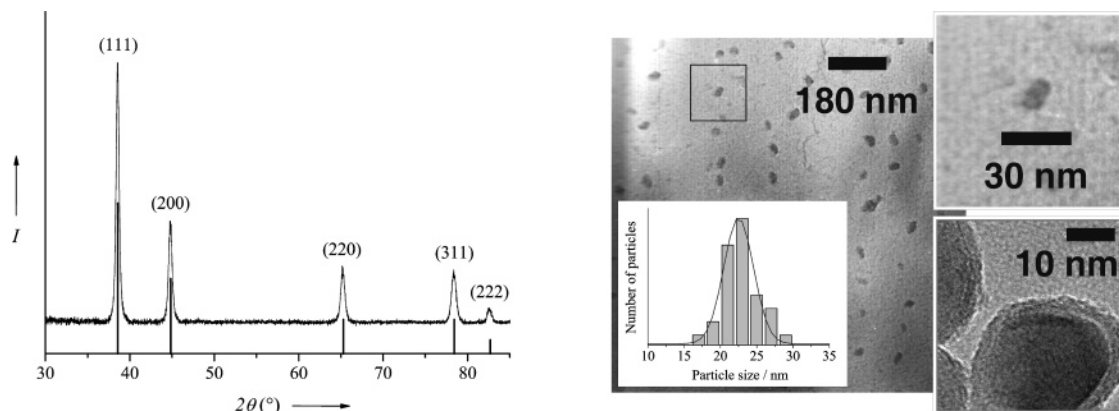 (111)
(200)
(220)
(311)
(222)
I
30 40 50 60 70 80
2θ (°)
180 nm
30 nm
10 nm
Number of particles
10 15 20 25 30 35
Particle size / nm